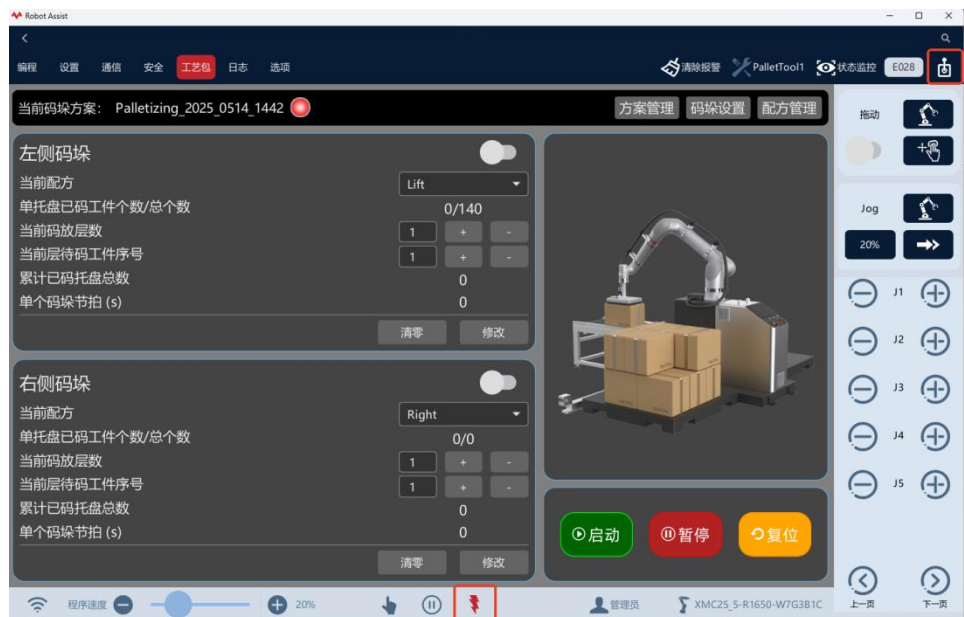 Robot Assist
编程 设置 通信 安全 工艺包 日志 选项 清除报警 PalletTool1 状态监控 E028
当前码垛方案: Palletizing_2025_0514_1442 方案管理 码垛设置 配方管理
左侧码垛
当前配方 Lift
单托盘已码工件个数/总个数 0/140
当前码放层数 1 + -
当前层待码工件序号 1 + -
累计已码托盘总数 0
单个码垛节拍 (s) 0
清零 修改
右侧码垛
当前配方 Right
单托盘已码工件个数/总个数 0/0
当前码放层数 1 + -
当前层待码工件序号 1 + -
累计已码托盘总数 0
单个码垛节拍 (s) 0
清零 修改
启动 暂停 复位
拖动
Jog
20%
J1
J2
J3
J4
J5
上一页 下一页
程序速度 20% 管理员 XMC25_5-R1650-W7G3B1C